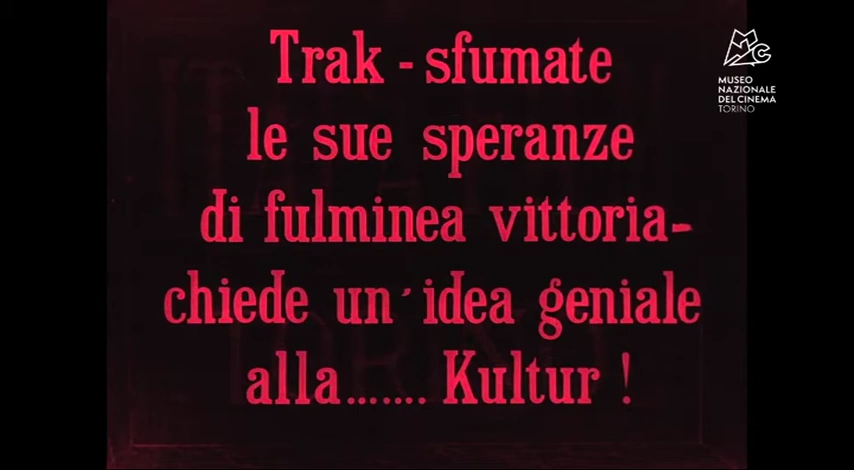 Trak - sfumate
le sue speranze
di fulminea vittoria-
chiede un'idea geniale
alla....... Kultur !
MUSEO
NAZIONALE
DEL CINEMA
TORINO